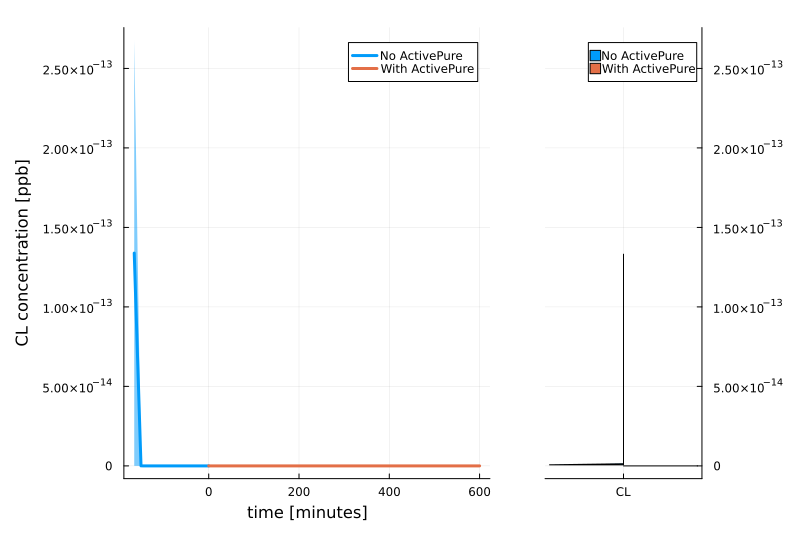 CL concentration [ppb]
2.50×10⁻¹³
2.00×10⁻¹³
1.50×10⁻¹³
1.00×10⁻¹³
5.00×10⁻¹⁴
0
No ActivePure
With ActivePure
0 200 400 600
time [minutes]
No ActivePure
With ActivePure
2.50×10⁻¹³
2.00×10⁻¹³
1.50×10⁻¹³
1.00×10⁻¹³
5.00×10⁻¹⁴
0
CL